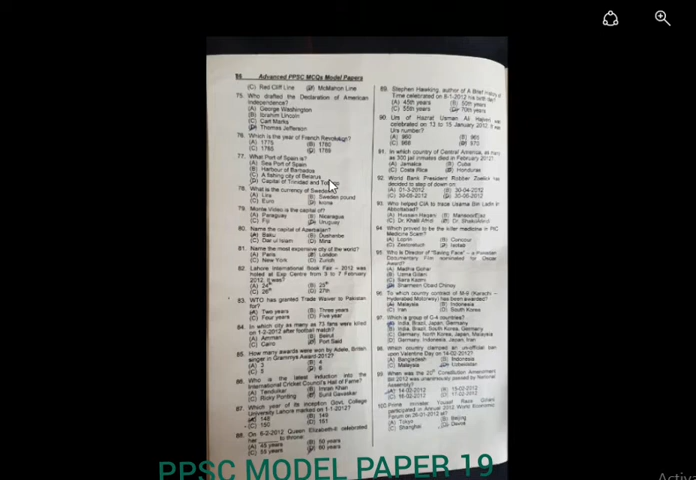 96 Advanced PPSC MCQs Model Papers
(C) Red Cliff Line (D) McMahon Line
75. Who drafted the Declaration of American
Independence?
(A) George Washington
(B) Ibrahim Lincoln
(C) Carl Marks
(D) Thomas Jefferson
76. Which is the year of French Revolution?
(A) 1775 (B) 1780
(C) 1785 (D) 1789
77. What Port of Spain is?
(A) Sea Port of Spain
(B) Harbour of Barbados
(C) A fishing city of Belarus
(D) Capital of Trinidad and Tobago
78. What is the currency of Sweden?
(A) Lira (B) Sweden pound
(C) Euro (D) krona
79. Monte Video is the capital of?
(A) Paraguay (B) Nicaragua
(C) Fiji (D) Uruguay
80. Name the capital of Azerbaijan?
(A) Baku (B) Dushanbe
(C) Dar ul Islam (D) Mina
81. Name the most expensive city of the world?
(A) Paris (B) London
(C) New York (D) Zurich
82. Lahore International Book Fair – 2012 was
hosted at Expo Centre from 3 to 7 February
2012, it was?
(A) 24th (B) 25th
(C) 26th (D) 27th
83. WTO has granted Trade Waiver to Pakistan
for?
(A) Two years (B) Three years
(C) Four years (D) Five year
84. In which city as many as 73 fans were killed
on 1-2-2012 after football match?
(A) Amman (B) Beirut
(C) Cairo (D) Port Said
85. How many awards were won by Adele, British
singer in Grammys Award-2012?
(A) 3 (B) 4
(C) 5 (D) 6
86. Who is the latest induction into the
International Cricket Council's Hall of Fame?
(A) Tendulkar (B) Imran Khan
(C) Ricky Ponting (D) Sunil Gavaskar
87. Which year of its inception Govt. College
University Lahore marked on 1-1-2012?
(A) 148 (B) 149
(C) 150 (D) 151
88. On 6-2-2012 Queen Elizabeth-II celebrated
her to throne:
(A) 45 years (B) 50 years
(C) 55 years (D) 60 years
89. Stephen Hawking, author of A Brief History of
Time celebrated on 8-1-2012 his birthday?
(A) 45th years (B) 50th years
(C) 55th years (D) 70th years
90. Urs of Hazrat Usman Ali Hajveri was
celebrated on 13 to 15 January 2012. It was
Urs number?
(A) 960 (B) 965
(C) 968 (D) 970
91. In which country of Central America, as many
as 300 jail inmates died in February 2012?
(A) Jamaica (B) Cuba
(C) Costa Rica (D) Honduras
92. World Bank President Robber Zoellick has
decided to step down on:
(A) 01-3-2012 (B) 30-04-2012
(C) 30-05-2012 (D) 30-06-2012
93. Who helped CIA to trace Usama Bin Ladin in
Abbottabad?
(A) Hussain Haqani (B) Mansoor Ejaz
(C) Dr. Khalil Afridi (D) Dr. Shakil Afridi
94. Which proved to be the killer medicine in PIC
Medicine Scam?
(A) Loprin (B) Concour
(C) (D) Isotab
95. Who is Director of "Saving Face" – a Pakistan
Documentary Film nominated for Oscar
Award?
(A) Madiha Goher
(B) Uzma Gillani
(C) Saira Kazmi
(D) Sharmeen Obaid Chinoy
96. To which country contract of M-9 (Karachi –
Hyderabad Motorway) has been awarded?
(A) Malaysia (B) Indonesia
(C) Iran (D) South Korea
97. Which is group of G-4 countries?
(A) India, Brazil, Japan, Germany
(B) India, Brazil, South Korea, Germany
(C) Germany, North Korea, Japan, Malaysia
(D) Germany, Indonesia, Japan, Iran
98. Which country clamped an unofficial ban
upon Valentine Day on 14-02-2012?
(A) Bangladesh (B) Indonesia
(C) Malaysia (D) Uzbekistan
99. When was the 20th Constitution Amendment
Bill 2012 was unanimously passed by National
Assembly?
(A) 14-02-2012 (B) 15-02-2012
(C) 16-02-2012 (D) 17-02-2012
100. Prime minister Yousaf Raza Gillani
participated in Annual 2012 World Economic
Forum on 26-01-2012 at?
(A) Tokyo (B) Beijing
(C) Shanghai (D) Davos
PPSC MODEL PAPER 19
Activa